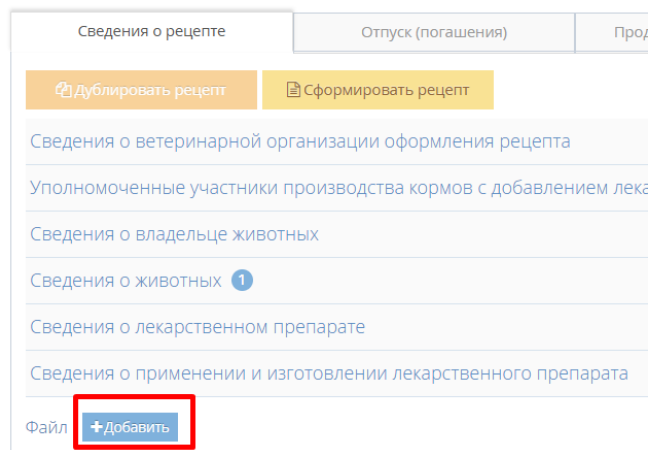 Сведения о рецепте
Отпуск (погашения)
Дублировать рецепт
Сформировать рецепт
Сведения о ветеринарной организации оформления рецепта
Уполномоченные участники производства кормов с добавлением
Сведения о владельце животных
Сведения о животных 1
Сведения о лекарственном препарате
Сведения о применении и изготовлении лекарственного препарата
Файл +Добавить